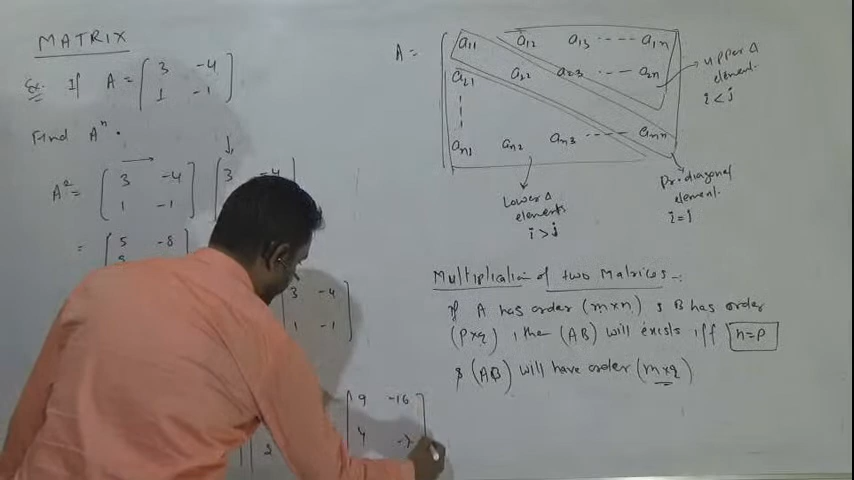 MATRIX
Ex. If A = [ 3 -4
1 -1 ]
Find Aⁿ.
A² = [ 3 -4 [ 3 -4
1 -1 ]
= [ 5 -8
3 -4
1 -1
9 -16
4
2
A = a11 a12 a13 ---- a1n
a21 a22 a23 ---- a2n
an1 an2 an3 ------ ann
upper Δ
element.
i < j
Pr. diagonal
element.
i = j
Lower Δ
elements
i > j
Multiplication of two Matrices -:
If A has order (m×n) & B has order
(p×q), then (AB) will exists iff n=p
& (AB) will have order (m×q)